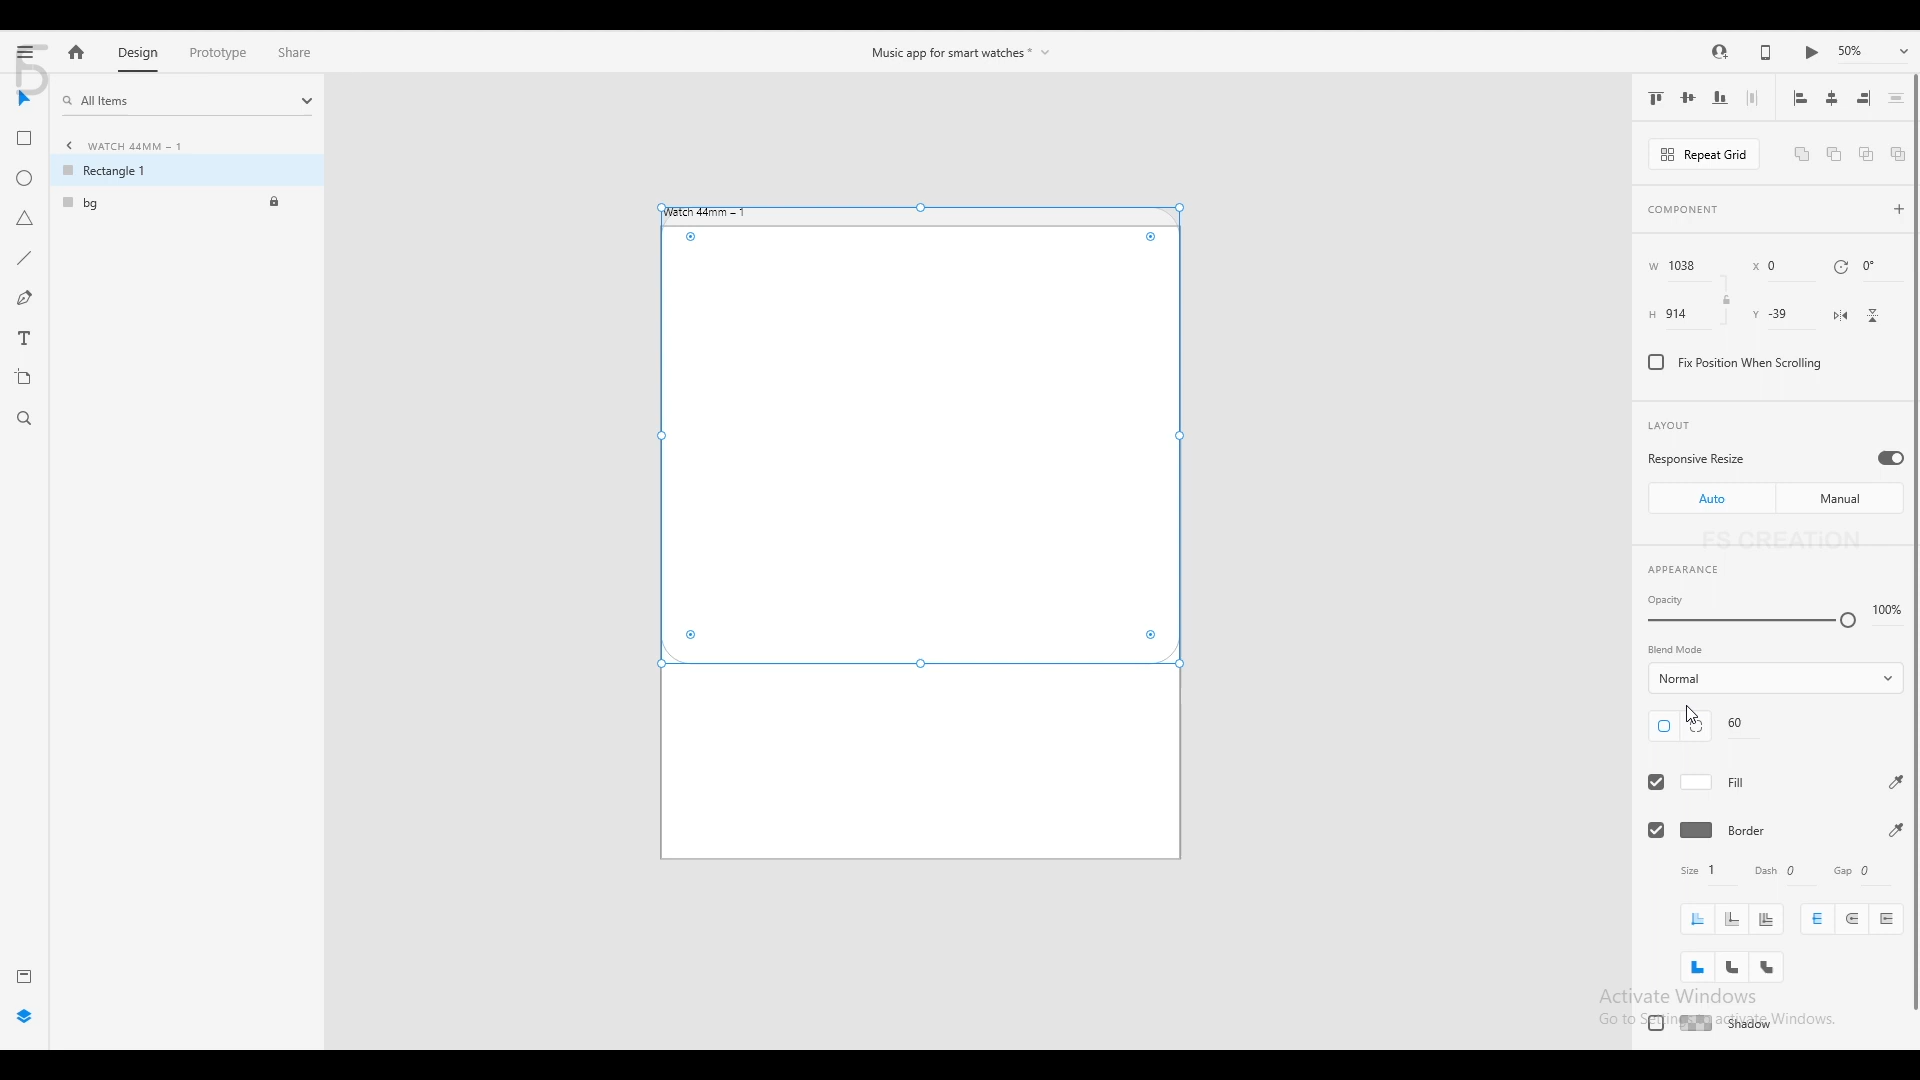 Design Prototype Share Music app for smart watches * 50%
All Items
WATCH 44MM – 1
Rectangle 1
bg
Watch 44mm – 1
Repeat Grid
COMPONENT
W 1038 X 0 0°
H 914 Y -39
Fix Position When Scrolling
LAYOUT
Responsive Resize
Auto Manual
FS CREATiON
APPEARANCE
Opacity
100%
Blend Mode
Normal
60
Fill
Border
Size 1 Dash 0 Gap 0
Activate Windows
Go to Settings to activate Windows.
Shadow